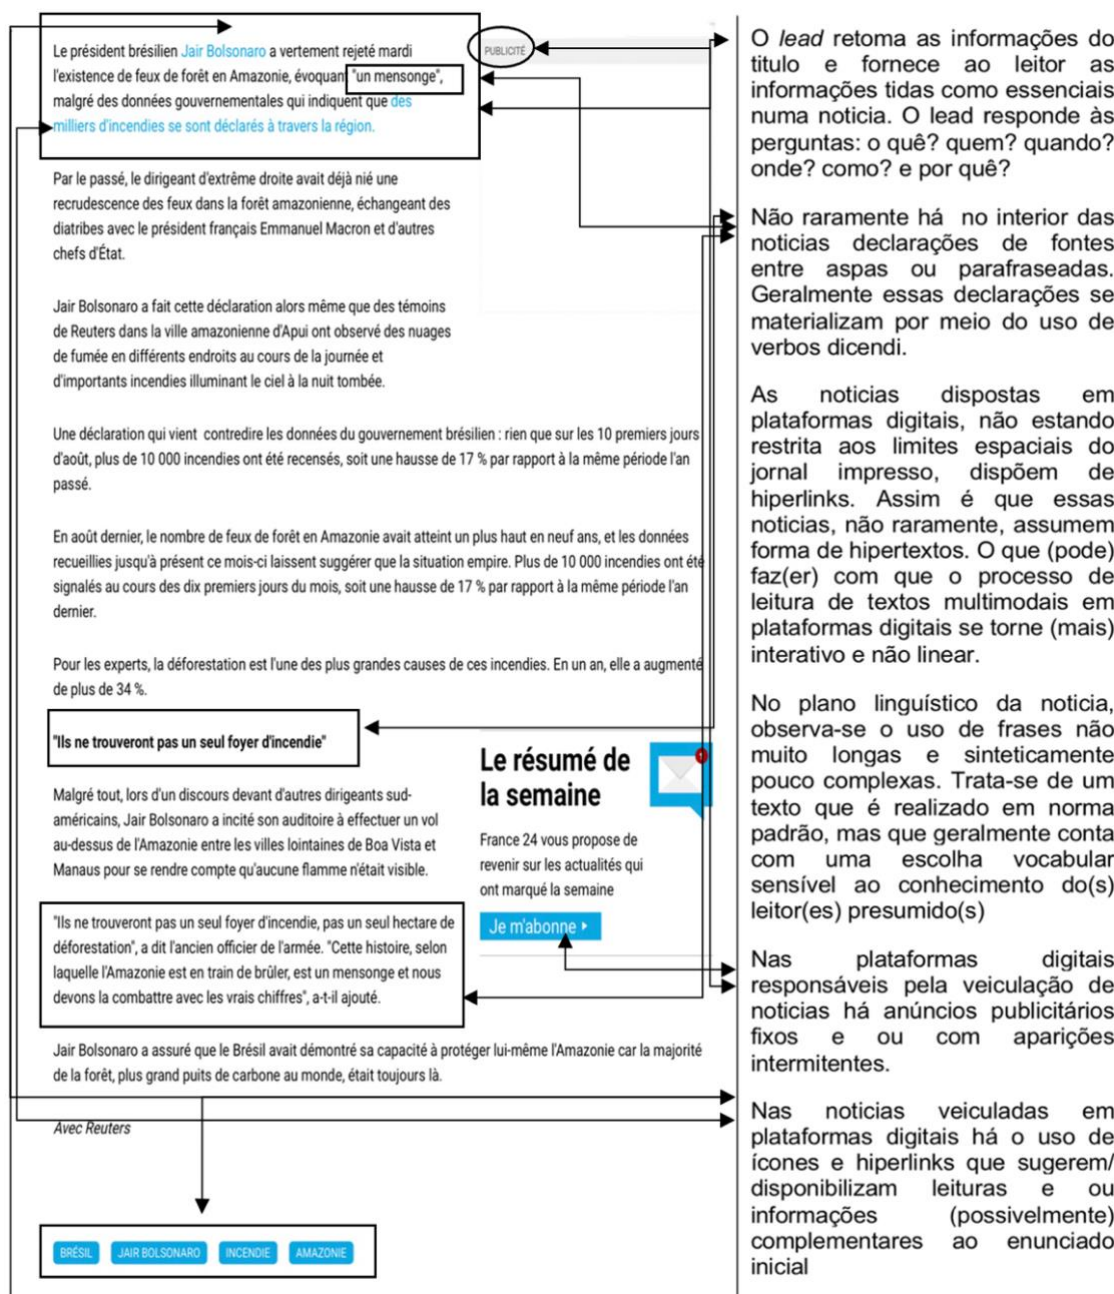 Le président brésilien Jair Bolsonaro a vertement rejeté mardi
l'existence de feux de forêt en Amazonie, évoquant "un mensonge",
malgré des données gouvernementales qui indiquent que des
milliers d'incendies se sont déclarés à travers la région.
PUBLICITÉ
Par le passé, le dirigeant d'extrême droite avait déjà nié une
recrudescence des feux dans la forêt amazonienne, échangeant des
diatribes avec le président français Emmanuel Macron et d'autres
chefs d'État.
Jair Bolsonaro a fait cette déclaration alors même que des témoins
de Reuters dans la ville amazonienne d'Apui ont observé des nuages
de fumée en différents endroits au cours de la journée et
d'importants incendies illuminant le ciel à la nuit tombée.
Une déclaration qui vient contredire les données du gouvernement brésilien : rien que sur les 10 premiers jours
d'août, plus de 10 000 incendies ont été recensés, soit une hausse de 17 % par rapport à la même période l'an
passé.
En août dernier, le nombre de feux de forêt en Amazonie avait atteint un plus haut en neuf ans, et les données
recueillies jusqu'à présent ce mois-ci laissent suggérer que la situation empire. Plus de 10 000 incendies ont été
signalés au cours des dix premiers jours du mois, soit une hausse de 17 % par rapport à la même période l'an
dernier.
Pour les experts, la déforestation est l'une des plus grandes causes de ces incendies. En un an, elle a augmenté
de plus de 34 %.
"Ils ne trouveront pas un seul foyer d'incendie"
Malgré tout, lors d'un discours devant d'autres dirigeants sud-
américains, Jair Bolsonaro a incité son auditoire à effectuer un vol
au-dessus de l'Amazonie entre les villes lointaines de Boa Vista et
Manaus pour se rendre compte qu'aucune flamme n'était visible.
"Ils ne trouveront pas un seul foyer d'incendie, pas un seul hectare de
déforestation", a dit l'ancien officier de l'armée. "Cette histoire, selon
laquelle l'Amazonie est en train de brûler, est un mensonge et nous
devons la combattre avec les vrais chiffres", a-t-il ajouté.
Le résumé de
la semaine
1
France 24 vous propose de
revenir sur les actualités qui
ont marqué la semaine
Je m'abonne
Jair Bolsonaro a assuré que le Brésil avait démontré sa capacité à protéger lui-même l'Amazonie car la majorité
de la forêt, plus grand puits de carbone au monde, était toujours là.
Avec Reuters
BRÉSIL JAIR BOLSONARO INCENDIE AMAZONIE
O lead retoma as informações do
titulo e fornece ao leitor as
informações tidas como essenciais
numa noticia. O lead responde às
perguntas: o quê? quem? quando?
onde? como? e por quê?
Não raramente há no interior das
noticias declarações de fontes
entre aspas ou parafraseadas.
Geralmente essas declarações se
materializam por meio do uso de
verbos dicendi.
As noticias dispostas em
plataformas digitais, não estando
restrita aos limites espaciais do
jornal impresso, dispõem de
hiperlinks. Assim é que essas
noticias, não raramente, assumem
forma de hipertextos. O que (pode)
faz(er) com que o processo de
leitura de textos multimodais em
plataformas digitais se torne (mais)
interativo e não linear.
No plano linguístico da noticia,
observa-se o uso de frases não
muito longas e sinteticamente
pouco complexas. Trata-se de um
texto que é realizado em norma
padrão, mas que geralmente conta
com uma escolha vocabular
sensível ao conhecimento do(s)
leitor(es) presumido(s)
Nas plataformas digitais
responsáveis pela veiculação de
noticias há anúncios publicitários
fixos e ou com aparições
intermitentes.
Nas noticias veiculadas em
plataformas digitais há o uso de
ícones e hiperlinks que sugerem/
disponibilizam leituras e ou
informações (possivelmente)
complementares ao enunciado
inicial